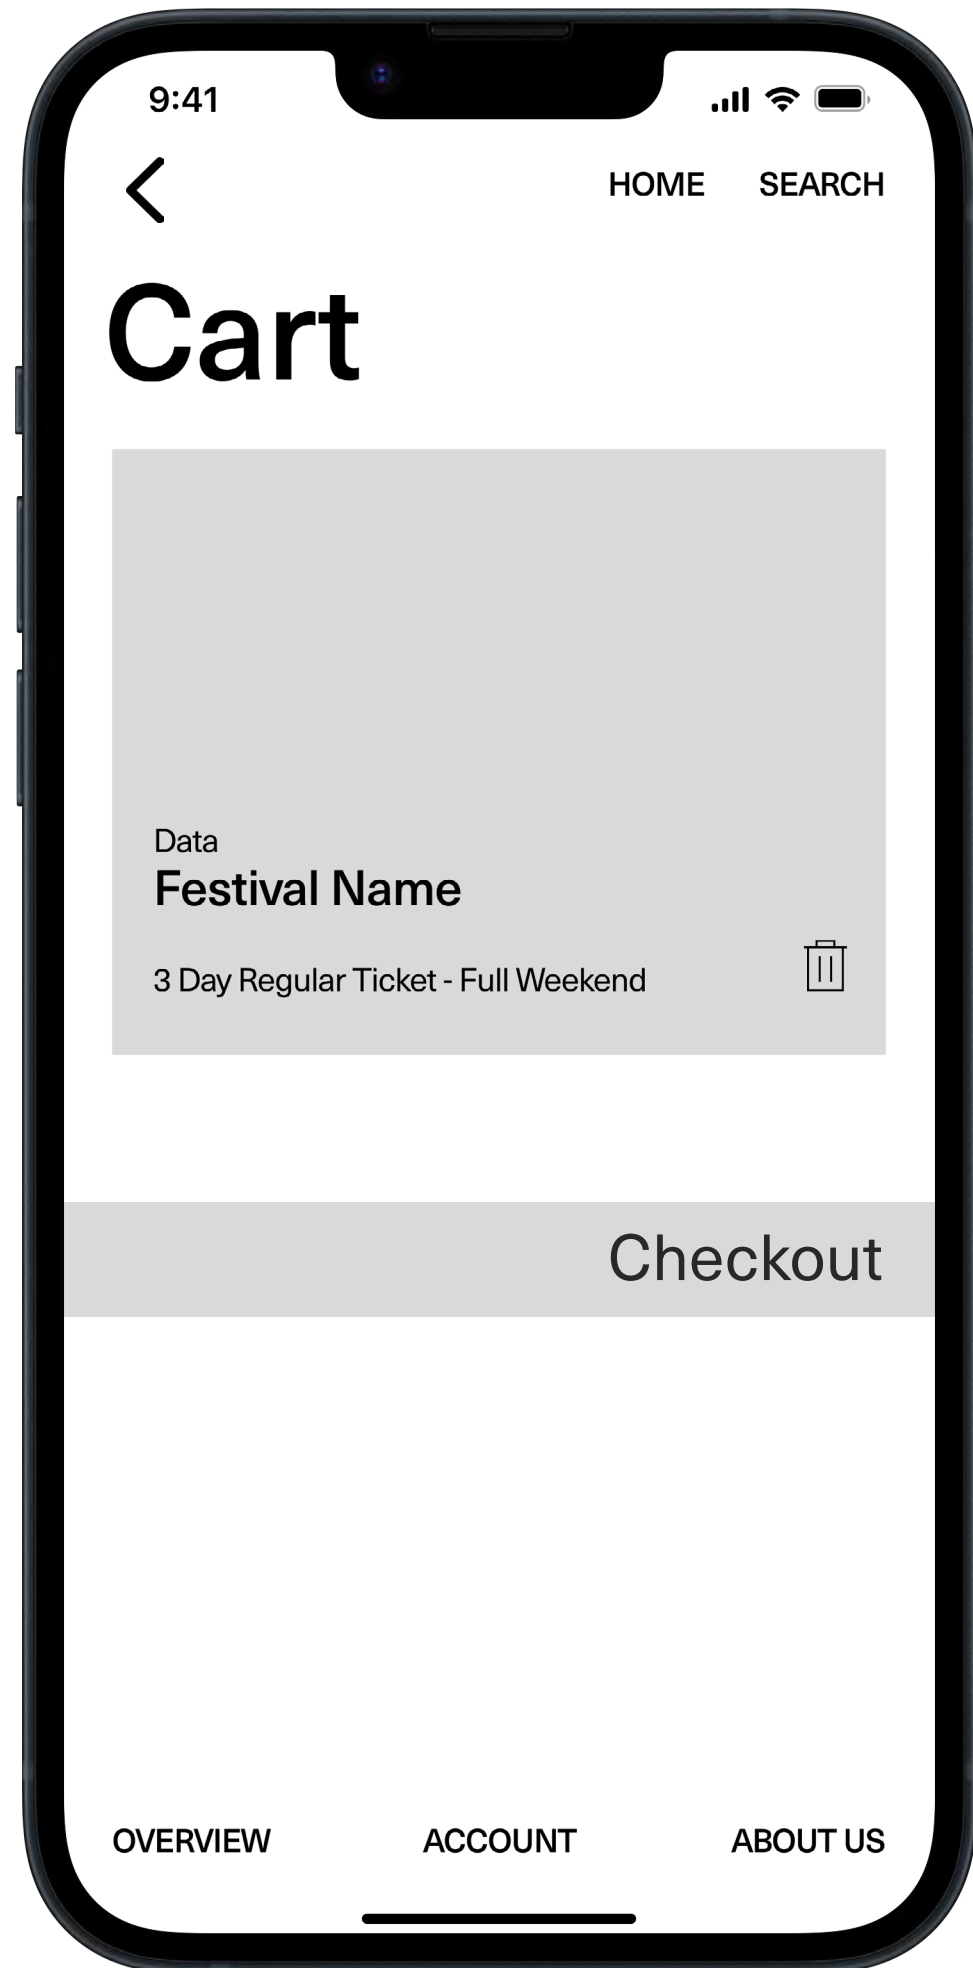 9:41
HOME SEARCH
Cart
Data
Festival Name
3 Day Regular Ticket - Full Weekend
Checkout
OVERVIEW ACCOUNT ABOUT US